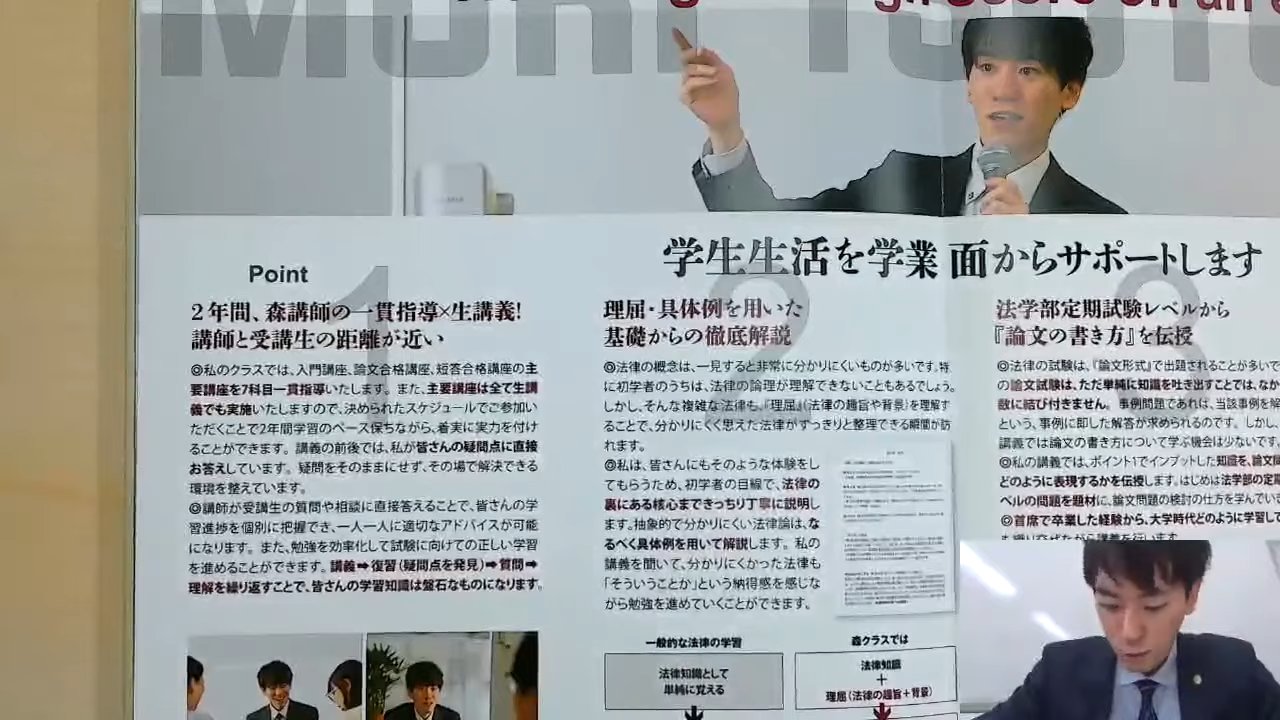 学生生活を学業面からサポートします
Point
1
2年間、森講師の一貫指導×生講義!
講師と受講生の距離が近い
◎私のクラスでは、入門講座、論文合格講座、短答合格講座の主
要講座を7科目一貫指導いたします。また、主要講座は全て生講
義でも実施いたしますので、決められたスケジュールでご参加い
ただくことで2年間学習のペース保ちながら、着実に実力を付け
ることができます。講義の前後では、私が皆さんの疑問点に直接
お答えしています。疑問をそのままにせず、その場で解決できる
環境を整えています。
◎講師が受講生の質問や相談に直接答えることで、皆さんの学
習進捗を個別に把握でき、一人一人に適切なアドバイスが可能
になります。また、勉強を効率化して試験に向けての正しい学習
を進めることができます。講義➡復習(疑問点を発見)➡質問➡
理解を繰り返すことで、皆さんの学習知識は盤石なものになります。
2
理屈・具体例を用いた
基礎からの徹底解説
◎法律の概念は、一見すると非常に分かりにくいものが多いです。特
に初学者のうちは、法律の論理が理解できないこともあるでしょう。
しかし、そんな複雑な法律も、『理屈』(法律の趣旨や背景)を理解す
ることで、分かりにくく思えた法律がすっきりと整理できる瞬間が訪
れます。
◎私は、皆さんにもそのような体験をし
てもらうため、初学者の目線で、法律の
裏にある核心まできっちり丁寧に説明し
ます。抽象的で分かりにくい法律論は、な
るべく具体例を用いて解説します。私の
講義を聞いて、分かりにくかった法律も
「そういうことか」という納得感を感じな
がら勉強を進めていくことができます。
一般的な法律の学習
法律知識として
単純に覚える
森クラスでは
法律知識
+
理屈(法律の趣旨+背景)
3
法学部定期試験レベルから
『論文の書き方』を伝授
◎法律の試験は、『論文形式』で出題されることが多いで
の論文試験は、ただ単純に知識を吐き出すことでは、なか
敵に結び付きません。事例問題であれば、当該事例を解
という、事例に即した解答が求められるのです。しかし、
講義では論文の書き方について学ぶ機会は少ないです。
◎私の講義では、ポイント1でインプットした知識を、論文問
どのように表現するかを伝授します。はじめは法学部の定期
ベルの問題を題材に、論文問題の検討の仕方を学んでい
◎首席で卒業した経験から、大学時代どのように学習して